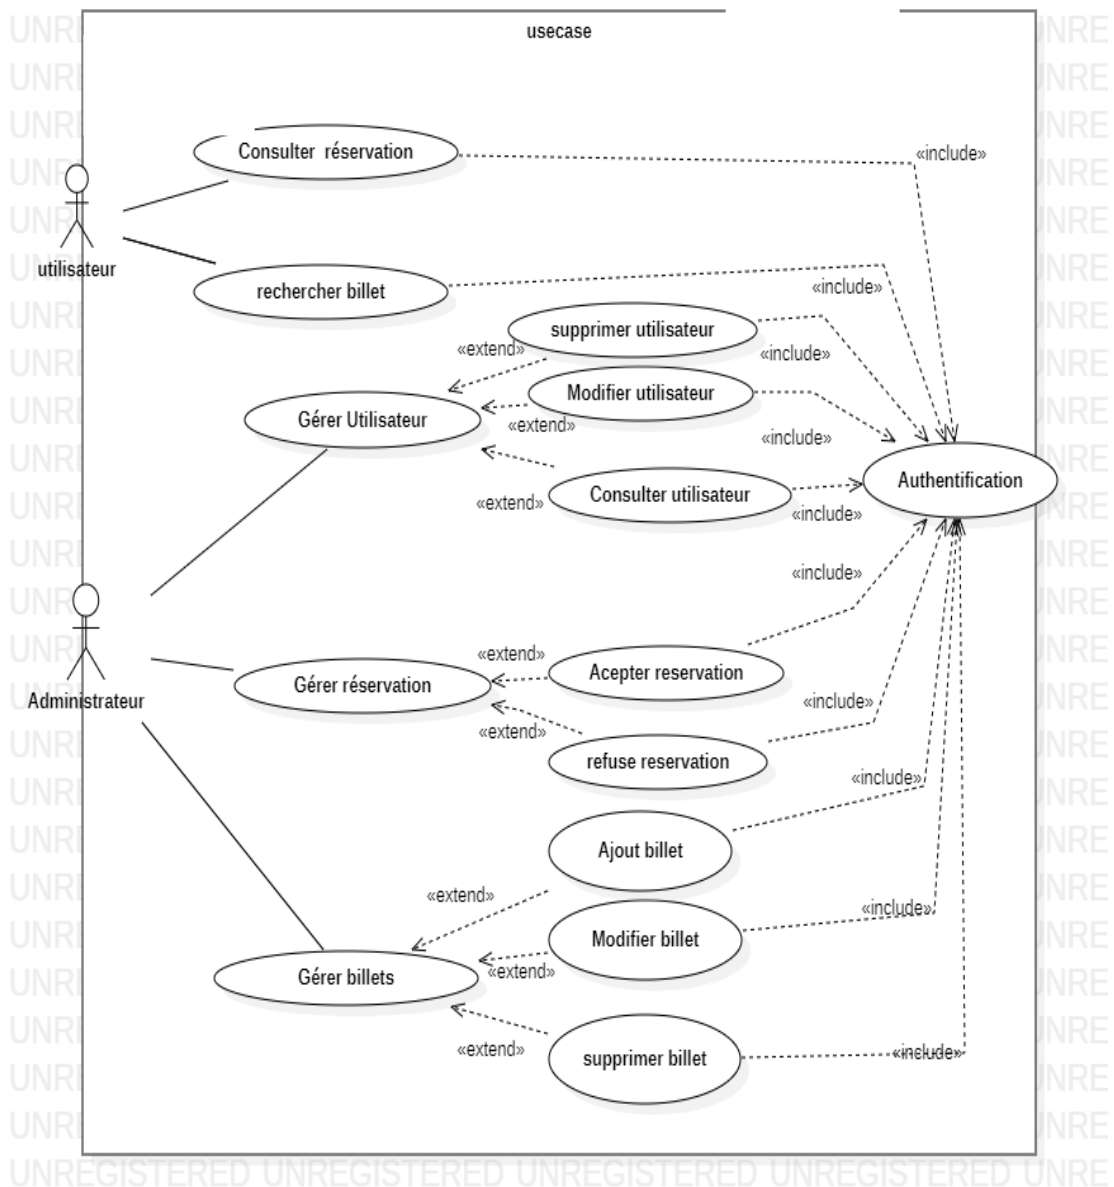 usecase
Consulter réservation
«include»
utilisateur
rechercher billet
«include»
supprimer utilisateur
«extend»
«include»
Modifier utilisateur
Gérer Utilisateur
«extend»
«include»
Authentification
Consulter utilisateur
«extend»
«include»
«include»
«extend»
Acepter reservation
Gérer réservation
Administrateur
«include»
«extend»
refuse reservation
«include»
Ajout billet
«extend»
«include»
Modifier billet
«extend»
Gérer billets
«extend»
supprimer billet
«include»
UNREGISTERED UNREGISTERED UNREGISTERED UNRE